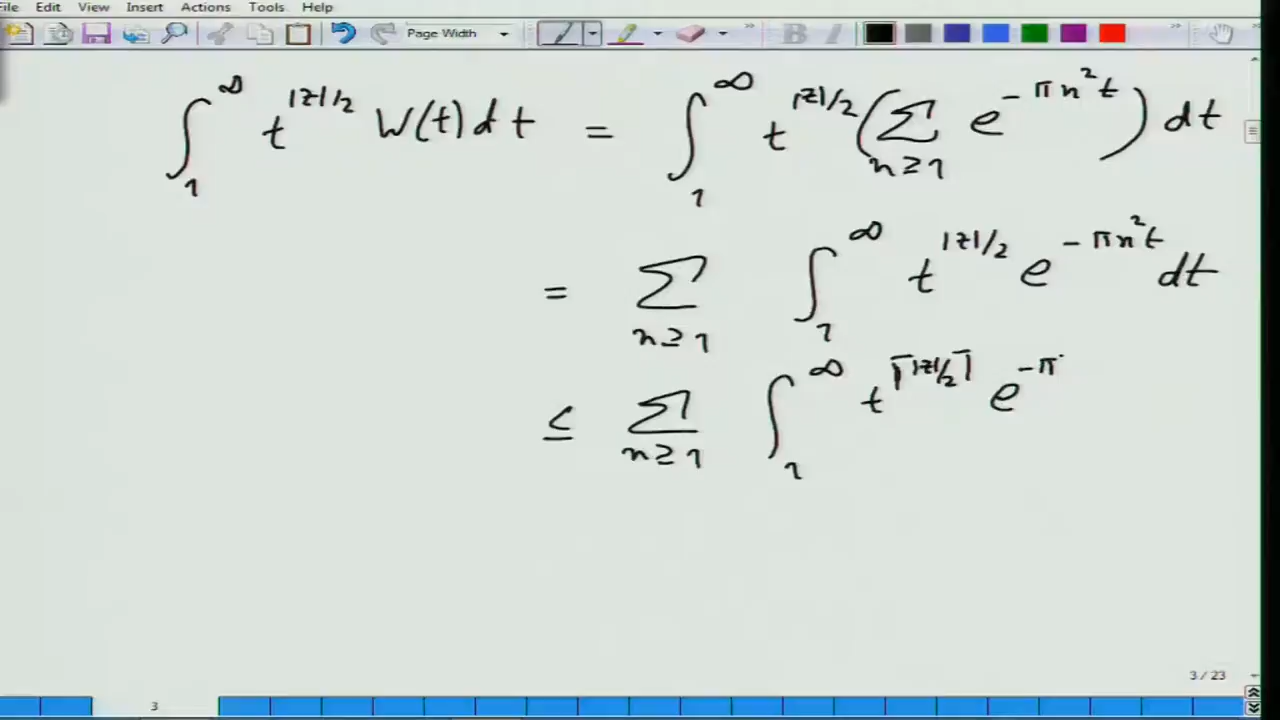 File Edit View Insert Actions Tools Help
Page Width
∫₁^∞ t^{|z|/2} W(t) dt = ∫₁^∞ t^{|z|/2} (∑_{n≥1} e^{-πn²t}) dt
= ∑_{n≥1} ∫₁^∞ t^{|z|/2} e^{-πn²t} dt
≤ ∑_{n≥1} ∫₁^∞ t^{⌈|z|/2⌉} e^{-π
3 / 23
3